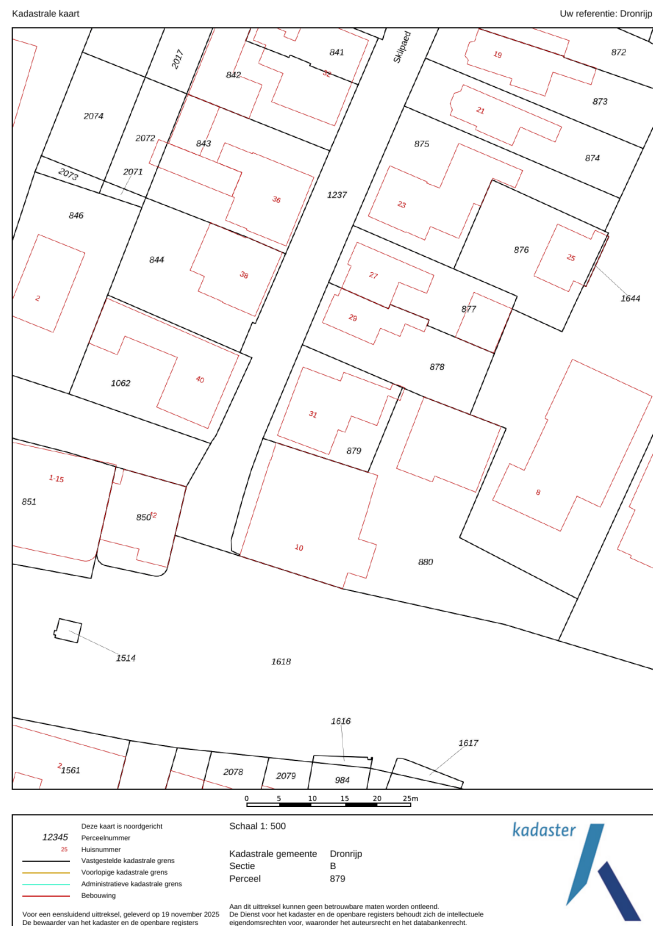 Kadastrale kaart
Uw referentie: Dronrijp
Skilpaed
2017
841
842
32
19
872
873
21
2074
2072
843
875
874
2073
2071
36
1237
23
846
844
38
876
25
27
1644
2
29
877
1062
40
878
31
879
1-15
851
850
12
8
10
880
1514
1618
1616
1617
2
1561
2078
2079
984
0 5 10 15 20 25m
Deze kaart is noordgericht
12345 Perceelnummer
25 Huisnummer
Vastgestelde kadastrale grens
Voorlopige kadastrale grens
Administratieve kadastrale grens
Bebouwing
Voor een eensluidend uittreksel, geleverd op 19 november 2025
De bewaarder van het kadaster en de openbare registers
Schaal 1: 500
Kadastrale gemeente Dronrijp
Sectie B
Perceel 879
Aan dit uittreksel kunnen geen betrouwbare maten worden ontleend.
De Dienst voor het kadaster en de openbare registers behoudt zich de intellectuele
eigendomsrechten voor, waaronder het auteursrecht en het databankenrecht.
kadaster